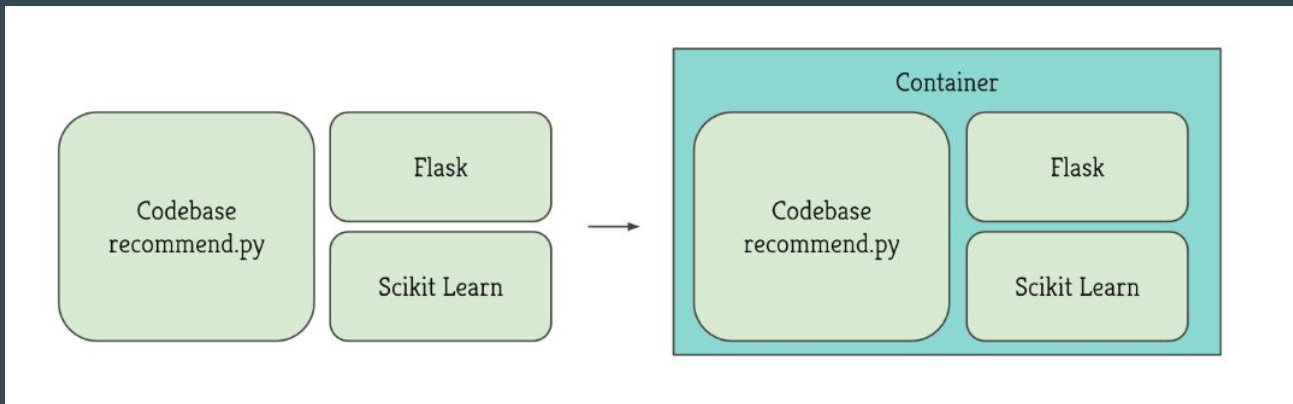 Codebase
recommend.py
Flask
Scikit Learn
Container
Codebase
recommend.py
Flask
Scikit Learn